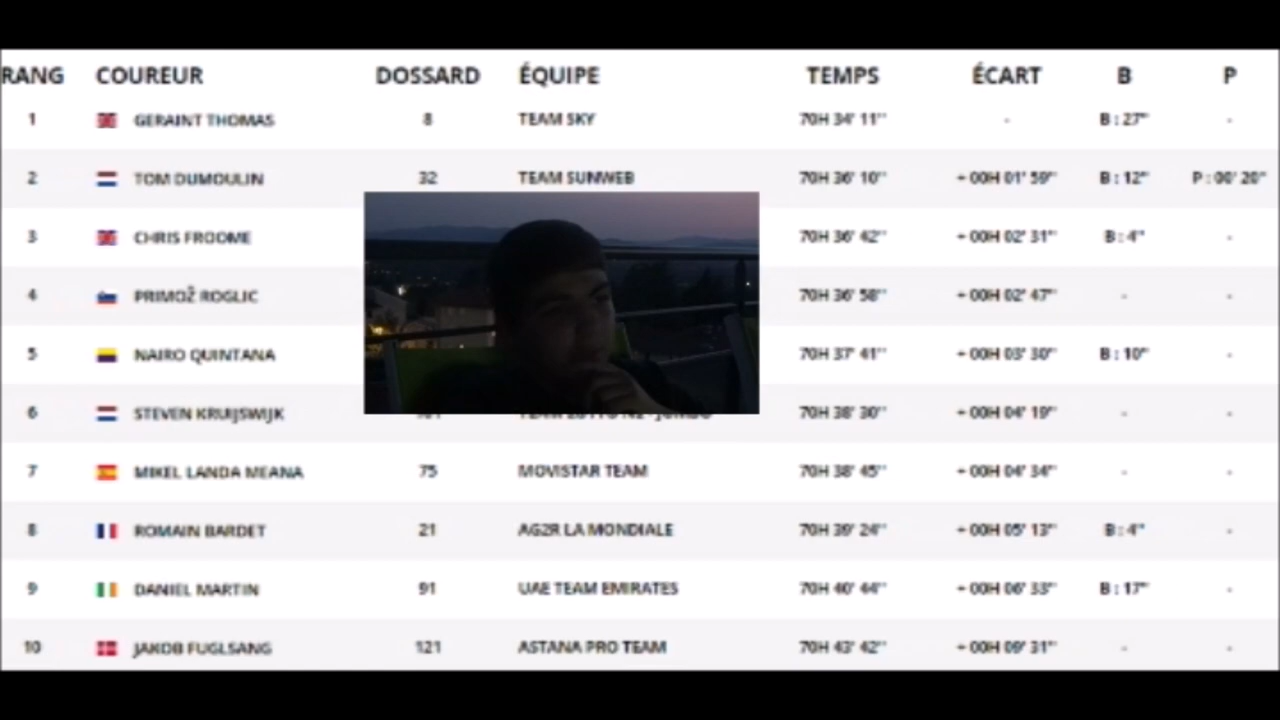 RANG COUREUR DOSSARD ÉQUIPE TEMPS ÉCART B P
1 GERAINT THOMAS 8 TEAM SKY 70H 34' 11'' - B : 27'' -
2 TOM DUMOULIN 32 TEAM SUNWEB 70H 36' 10'' + 00H 01' 59'' B : 12'' P : 00' 20''
3 CHRIS FROOME 70H 36' 42'' + 00H 02' 31'' B : 4'' -
4 PRIMOŽ ROGLIC 70H 36' 58'' + 00H 02' 47'' - -
5 NAIRO QUINTANA 70H 37' 41'' + 00H 03' 30'' B : 10'' -
6 STEVEN KRUIJSWIJK 70H 38' 30'' + 00H 04' 19'' - -
7 MIKEL LANDA MEANA 75 MOVISTAR TEAM 70H 38' 45'' + 00H 04' 34'' - -
8 ROMAIN BARDET 21 AG2R LA MONDIALE 70H 39' 24'' + 00H 05' 13'' B : 4'' -
9 DANIEL MARTIN 91 UAE TEAM EMIRATES 70H 40' 44'' + 00H 06' 33'' B : 17'' -
10 JAKOB FUGLSANG 121 ASTANA PRO TEAM 70H 43' 42'' + 00H 09' 31'' - -